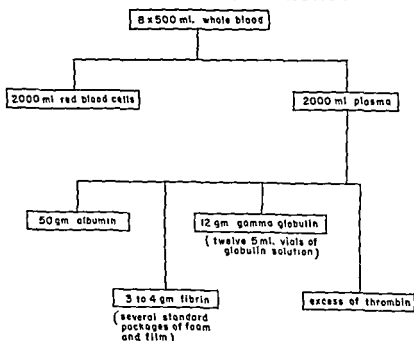 8 x 500 ml. whole blood
2000 ml red blood cells
2000 ml plasma
50 gm albumin
12 gm gamma globulin
( twelve 5 ml. vials of
globulin solution )
3 to 4 gm fibrin
( several standard
packages of foam
and film )
excess of thrombin